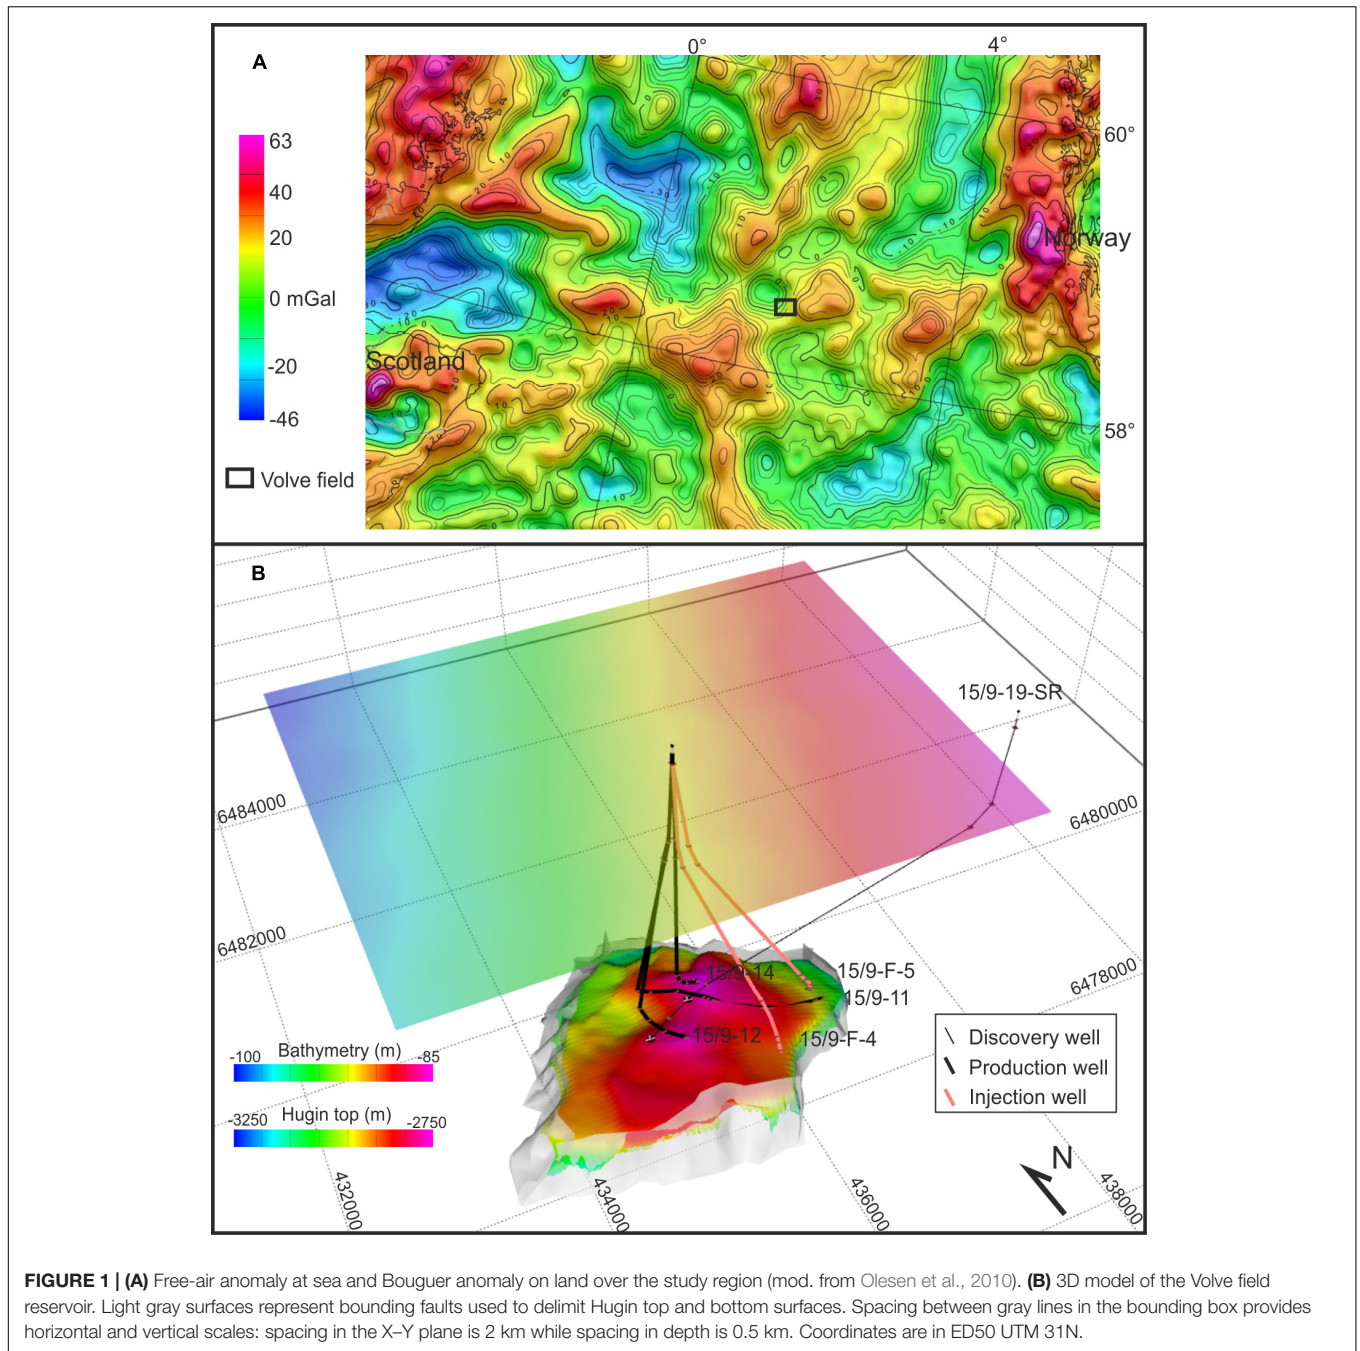 A
0°
4°
60°
58°
63
40
20
0 mGal
-20
-46
Norway
Scotland
Volve field
B
15/9-19-SR
6484000
6480000
6482000
6478000
15/9-14
15/9-F-5
15/9-11
15/9-12
15/9-F-4
Bathymetry (m)
-100
-85
Hugin top (m)
-3250
-2750
Discovery well
Production well
Injection well
N
432000
434000
436000
438000
FIGURE 1 | (A) Free-air anomaly at sea and Bouguer anomaly on land over the study region (mod. from Olesen et al., 2010). (B) 3D model of the Volve field
reservoir. Light gray surfaces represent bounding faults used to delimit Hugin top and bottom surfaces. Spacing between gray lines in the bounding box provides
horizontal and vertical scales: spacing in the X–Y plane is 2 km while spacing in depth is 0.5 km. Coordinates are in ED50 UTM 31N.